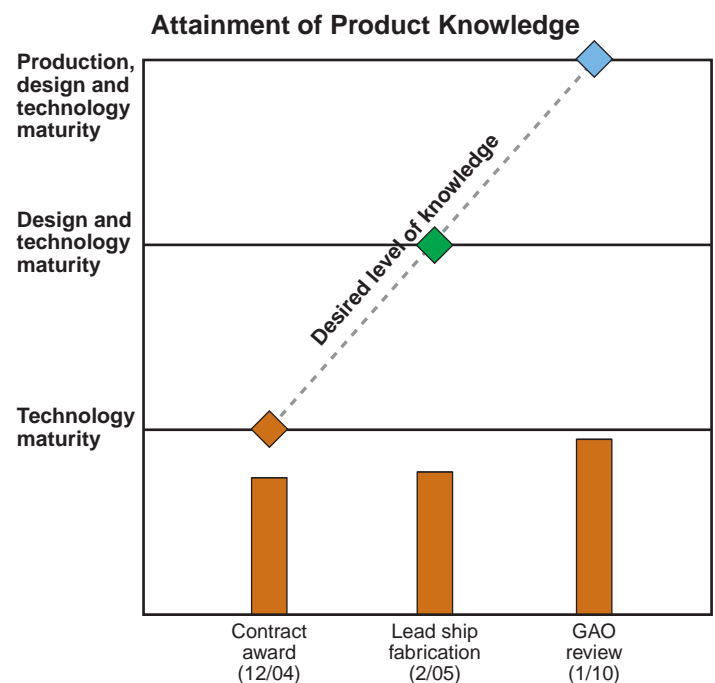 Attainment of Product Knowledge
Production,
design and
technology
maturity
Design and
technology
maturity
Technology
maturity
Desired level of knowledge
Contract
award
(12/04)
Lead ship
fabrication
(2/05)
GAO
review
(1/10)